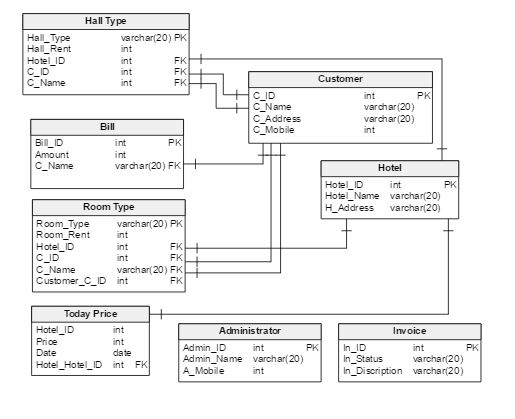 Hall Type
Hall_Type varchar(20) PK
Hall_Rent int
Hotel_ID int FK
C_ID int FK
C_Name int FK
Customer
C_ID int PK
C_Name varchar(20)
C_Address varchar(20)
C_Mobile int
Bill
Bill_ID int PK
Amount int
C_Name varchar(20) FK
Hotel
Hotel_ID int PK
Hotel_Name varchar(20)
H_Address varchar(20)
Room Type
Room_Type varchar(20) PK
Room_Rent int
Hotel_ID int FK
C_ID int FK
C_Name varchar(20) FK
Customer_C_ID int FK
Today Price
Hotel_ID int
Price int
Date date
Hotel_Hotel_ID int FK
Administrator
Admin_ID int PK
Admin_Name varchar(20)
A_Mobile int
Invoice
In_ID int PK
In_Status varchar(20)
In_Discription varchar(20)